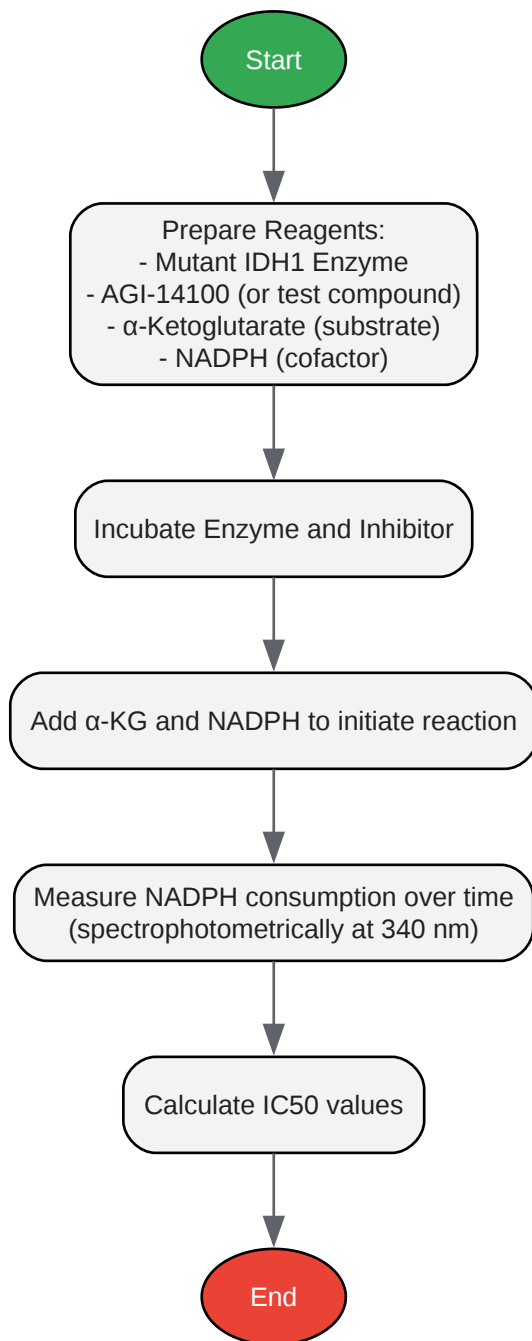 Start
Prepare Reagents:
- Mutant IDH1 Enzyme
- AGI-14100 (or test compound)
- α-Ketoglutarate (substrate)
- NADPH (cofactor)
Incubate Enzyme and Inhibitor
Add α-KG and NADPH to initiate reaction
Measure NADPH consumption over time
(spectrophotometrically at 340 nm)
Calculate IC50 values
End